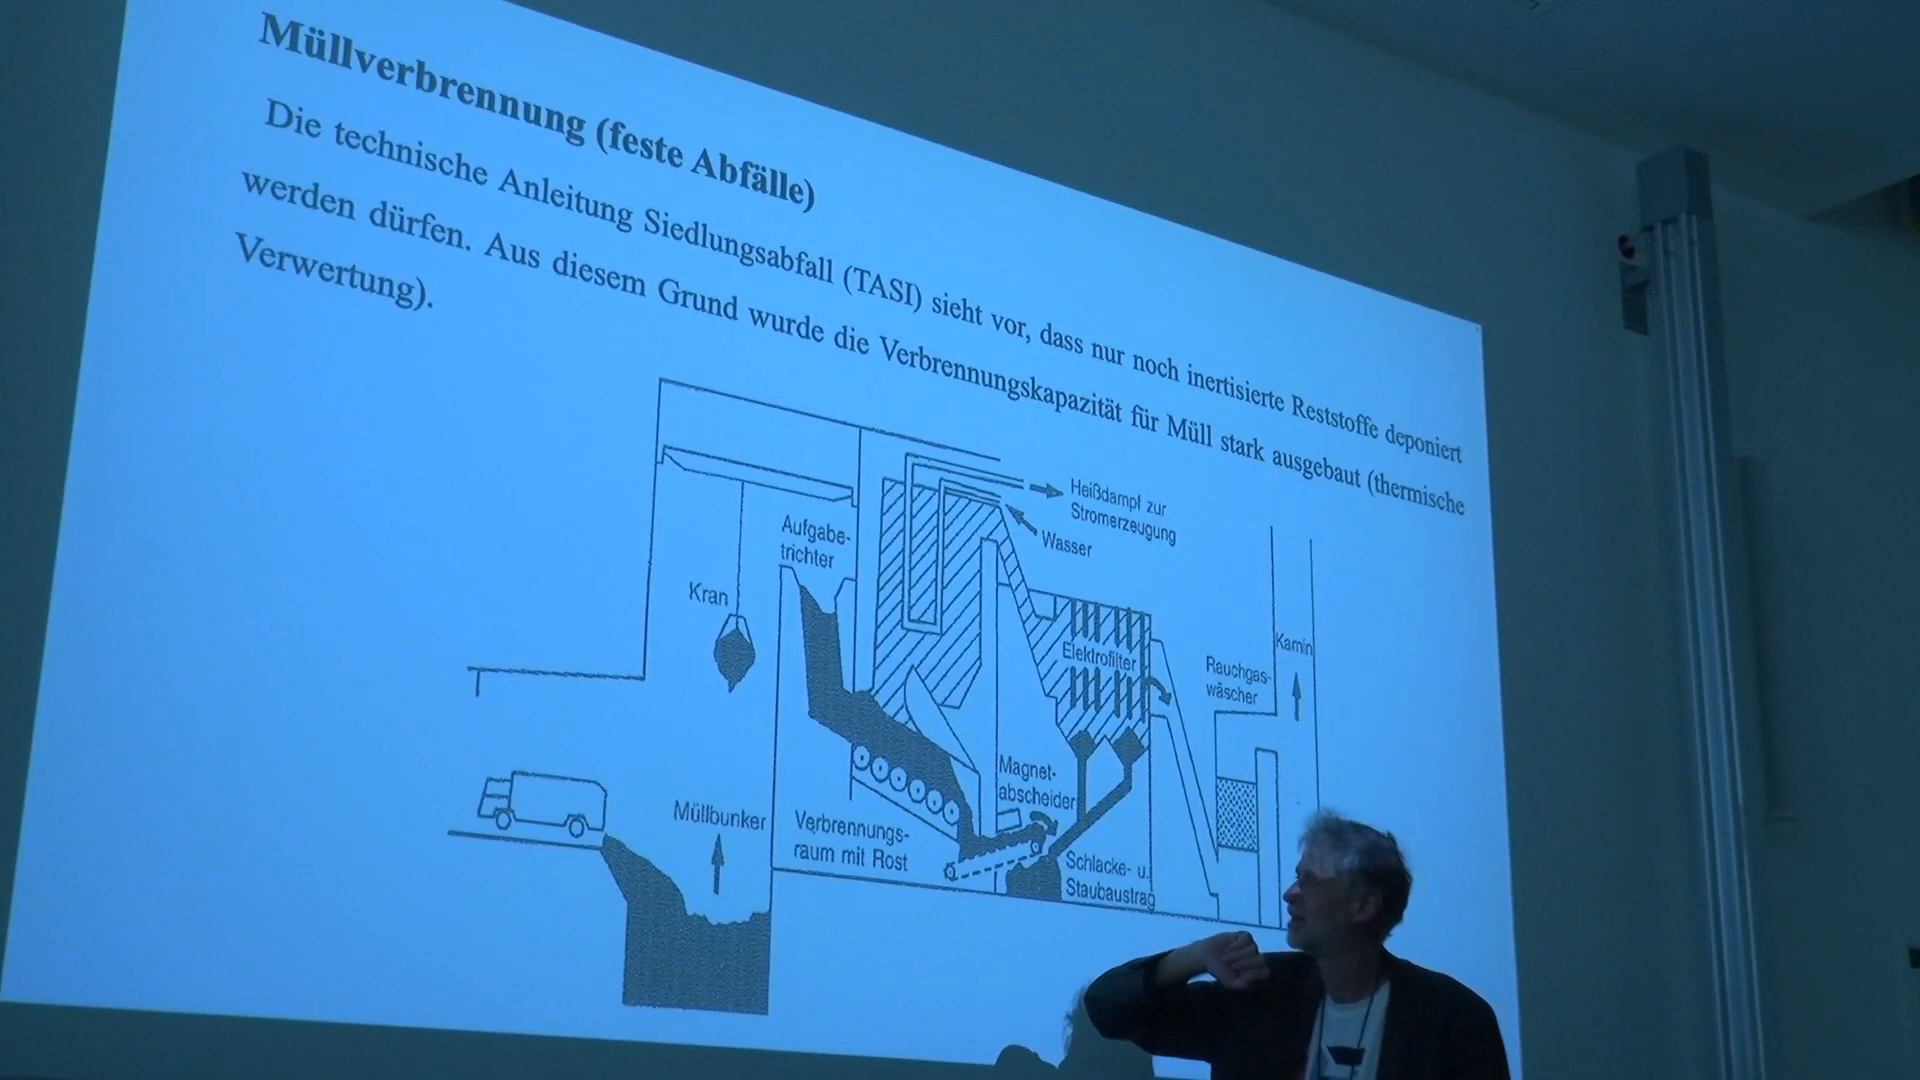 Müllverbrennung (feste Abfälle)
Die technische Anleitung Siedlungsabfall (TASI) sieht vor, dass nur noch inertisierte Reststoffe deponiert
werden dürfen. Aus diesem Grund wurde die Verbrennungskapazität für Müll stark ausgebaut (thermische
Verwertung).
Heißdampf zur
Stromerzeugung
Wasser
Aufgabe-
trichter
Kran
Elektrofilter
Kamin
Rauchgas-
wäscher
Magnet-
abscheider
Müllbunker
Verbrennungs-
raum mit Rost
Schlacke- u.
Staubaustrag